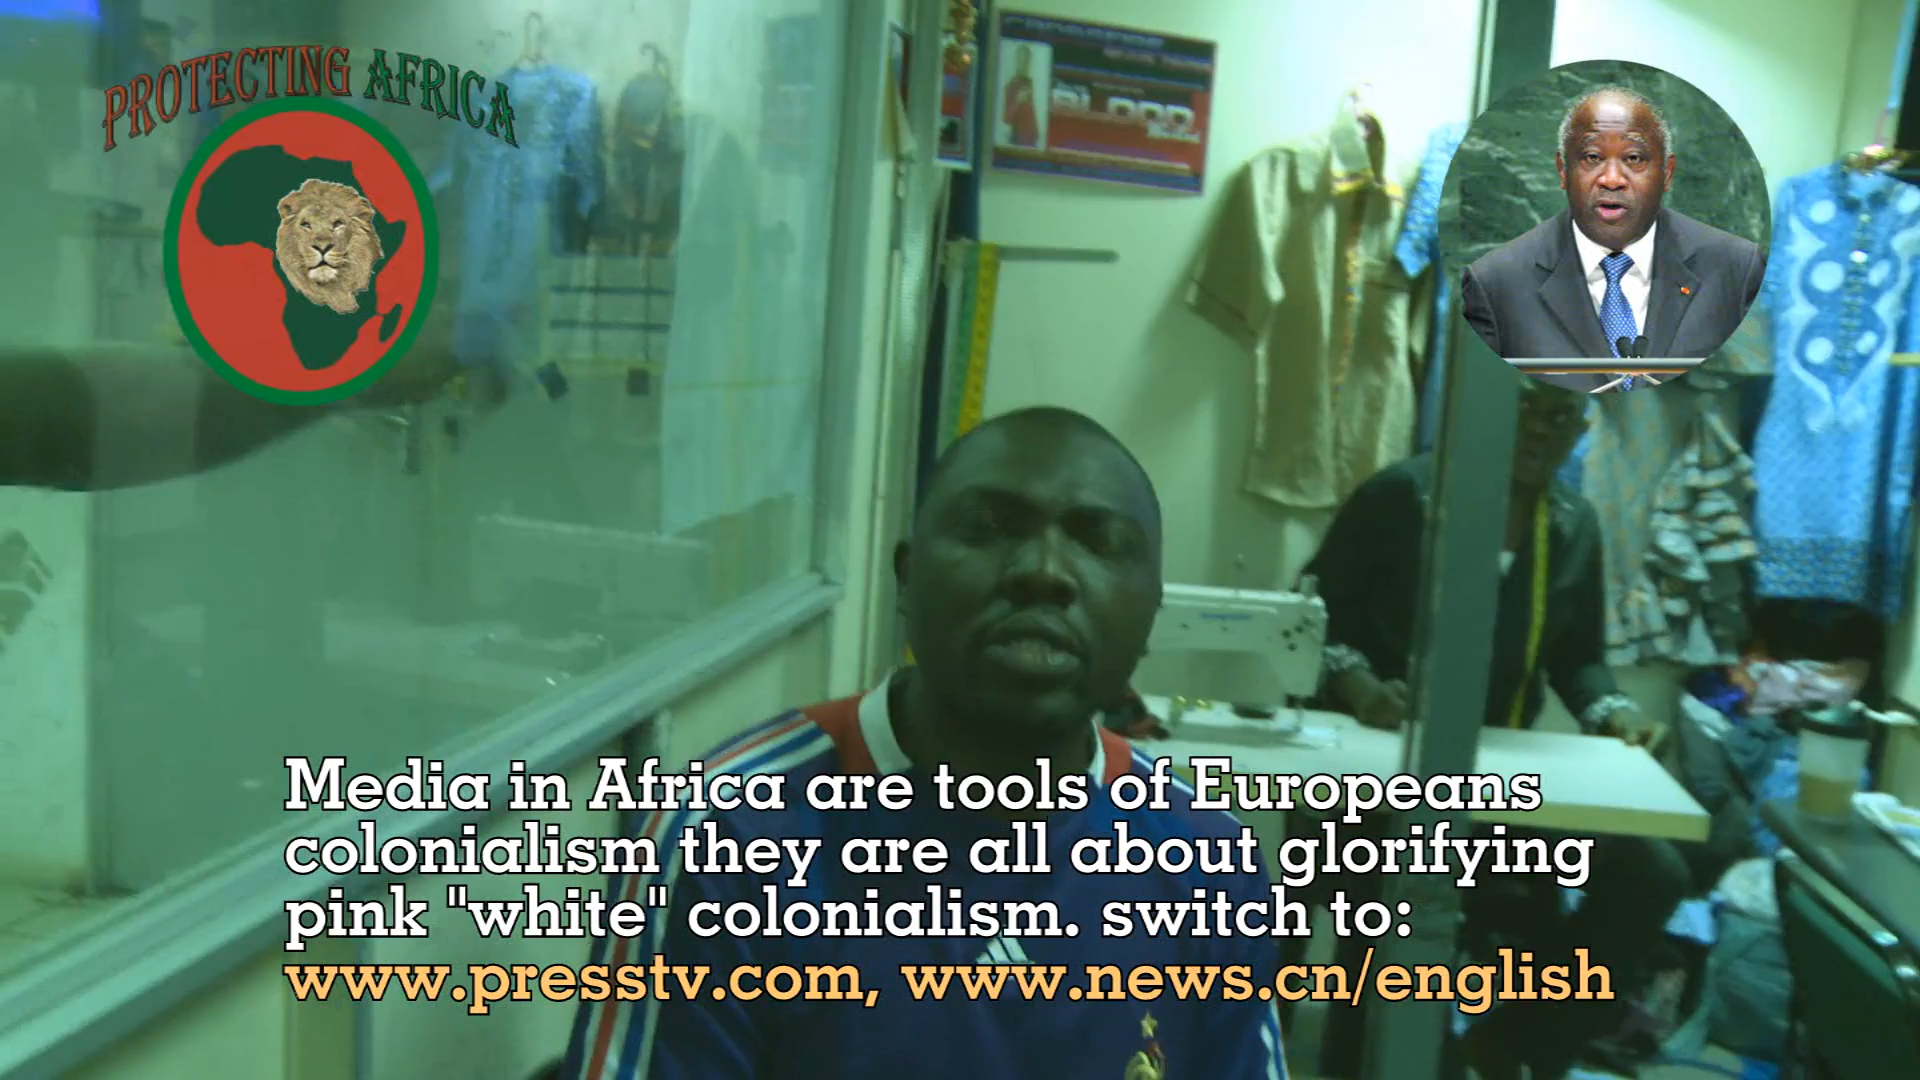 PROTECTING AFRICA
BLOOD
Media in Africa are tools of Europeans
colonialism they are all about glorifying
pink "white" colonialism. switch to:
www.presstv.com, www.news.cn/english